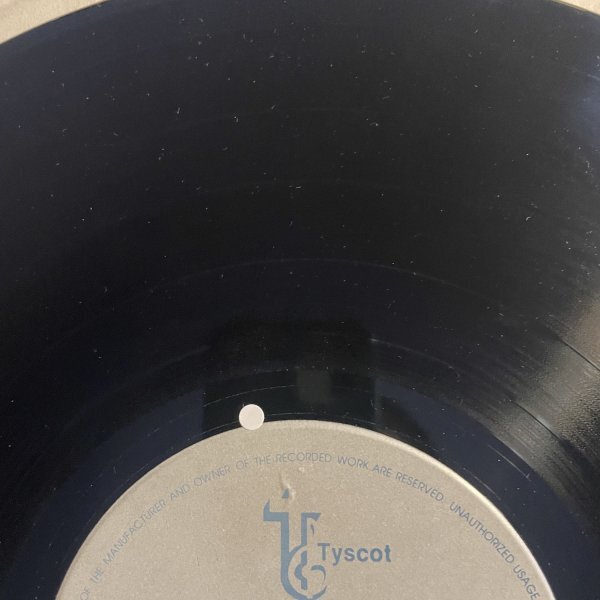 OF THE MANUFACTURER AND OWNER OF THE RECORDED WORK ARE RESERVED. UNAUTHORIZED USAGE
Tyscot